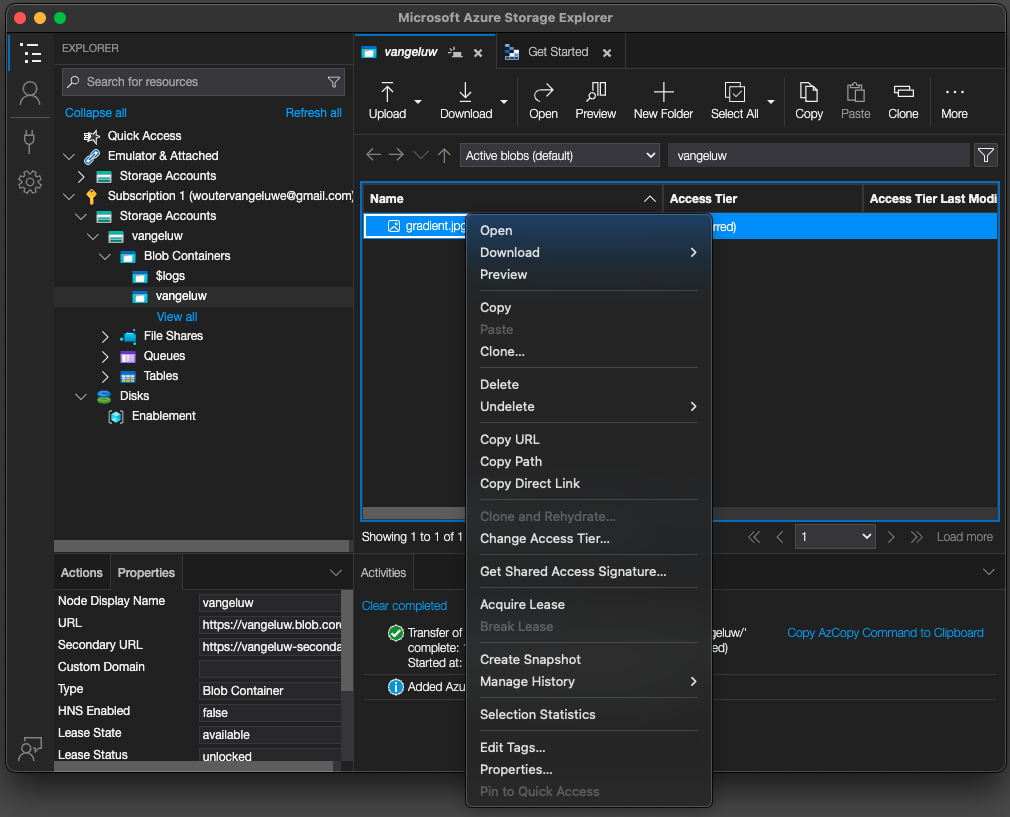 Microsoft Azure Storage Explorer
EXPLORER
Search for resources
Collapse all
Refresh all
Quick Access
Emulator & Attached
Storage Accounts
Subscription 1 (woutervangeluwe@gmail.com)
Storage Accounts
vangeluw
Blob Containers
$logs
vangeluw
View all
File Shares
Queues
Tables
Disks
Enablement
Actions
Properties
Node Display Name
vangeluw
URL
https://vangeluw.blob.core
Secondary URL
https://vangeluw-seconda
Custom Domain
Type
Blob Container
HNS Enabled
false
Lease State
available
Lease Status
unlocked
vangeluw
Get Started
Upload
Download
Open
Preview
New Folder
Select All
Copy
Paste
Clone
More
Active blobs (default)
vangeluw
Name
Access Tier
Access Tier Last Modi
gradient.jpg
rred)
Open
Download
Preview
Copy
Paste
Clone...
Delete
Undelete
Copy URL
Copy Path
Copy Direct Link
Clone and Rehydrate...
Change Access Tier...
Get Shared Access Signature...
Acquire Lease
Break Lease
Create Snapshot
Manage History
Selection Statistics
Edit Tags...
Properties...
Pin to Quick Access
Showing 1 to 1 of 1
1
Load more
Activities
Clear completed
Transfer of
geluw/'
complete:
ed)
Started at:
Copy AzCopy Command to Clipboard
Added Azu